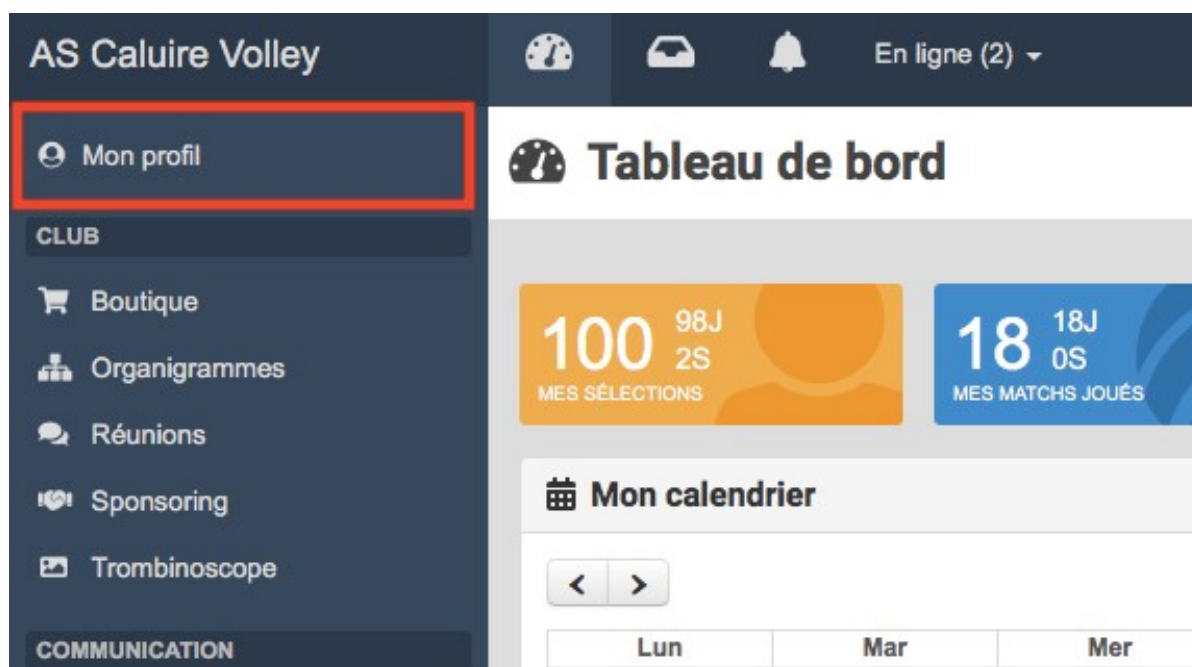 AS Caluire Volley
En ligne (2)
Mon profil
Tableau de bord
CLUB
Boutique
Organigrammes
Réunions
Sponsoring
Trombinoscope
COMMUNICATION
100 98J
2S
MES SÉLECTIONS
18 18J
0S
MES MATCHS JOUÉS
Mon calendrier
Lun Mar Mer